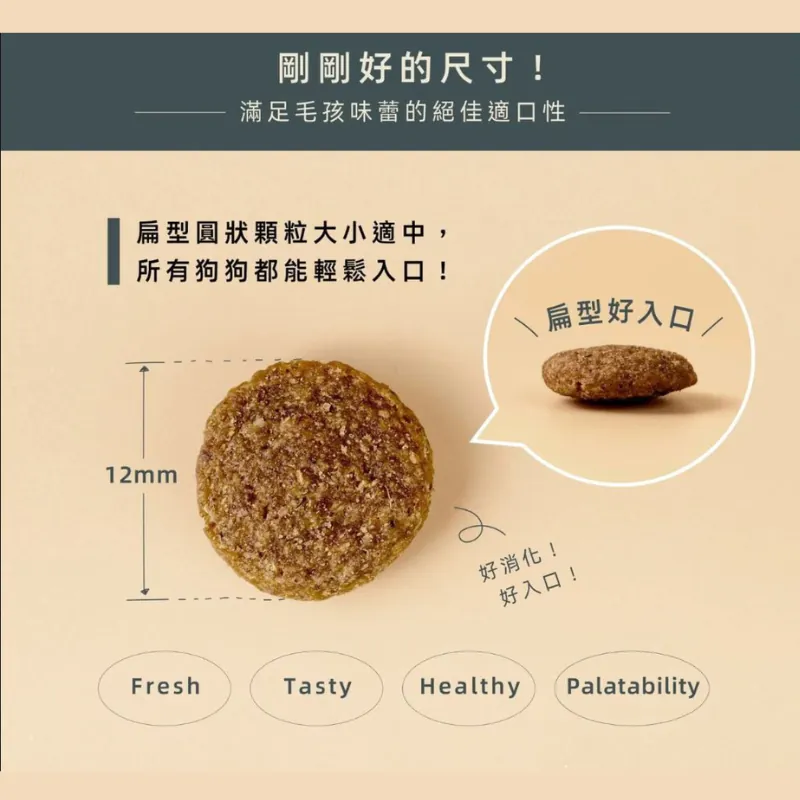 剛剛好的尺寸！
滿足毛孩味蕾的絕佳適口性
扁型圓狀顆粒大小適中，
所有狗狗都能輕鬆入口！
扁型好入口
12mm
好消化！
好入口！
Fresh
Tasty
Healthy
Palatability